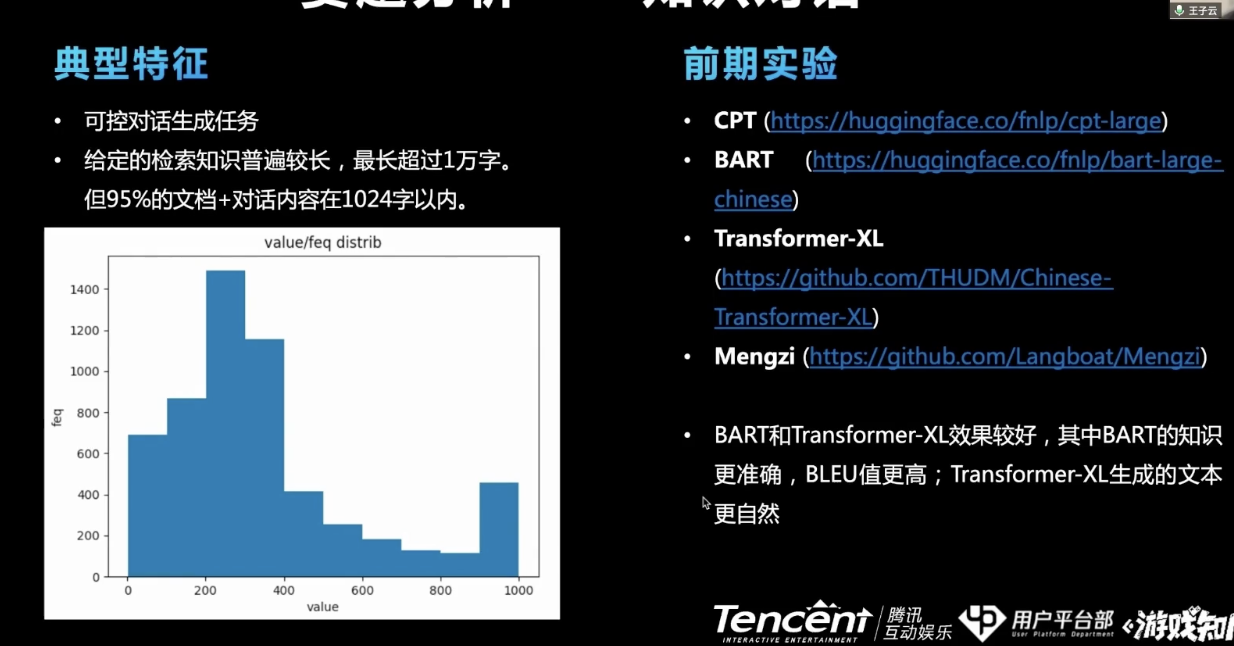 王子云
典型特征
• 可控对话生成任务
• 给定的检索知识普遍较长，最长超过1万字。
但95%的文档+对话内容在1024字以内。
value/feq distrib
1400
1200
1000
800
600
400
200
0
feq
0 200 400 600 800 1000
value
前期实验
• CPT (https://huggingface.co/fnlp/cpt-large)
• BART (https://huggingface.co/fnlp/bart-large-
chinese)
• Transformer-XL
(https://github.com/THUDM/Chinese-
Transformer-XL)
• Mengzi (https://github.com/Langboat/Mengzi)
• BART和Transformer-XL效果较好，其中BART的知识
更准确，BLEU值更高；Transformer-XL生成的文本
更自然
Tencent
INTERACTIVE ENTERTAINMENT
腾讯
互动娱乐
UP
用户平台部
User Platform Department
游戏知